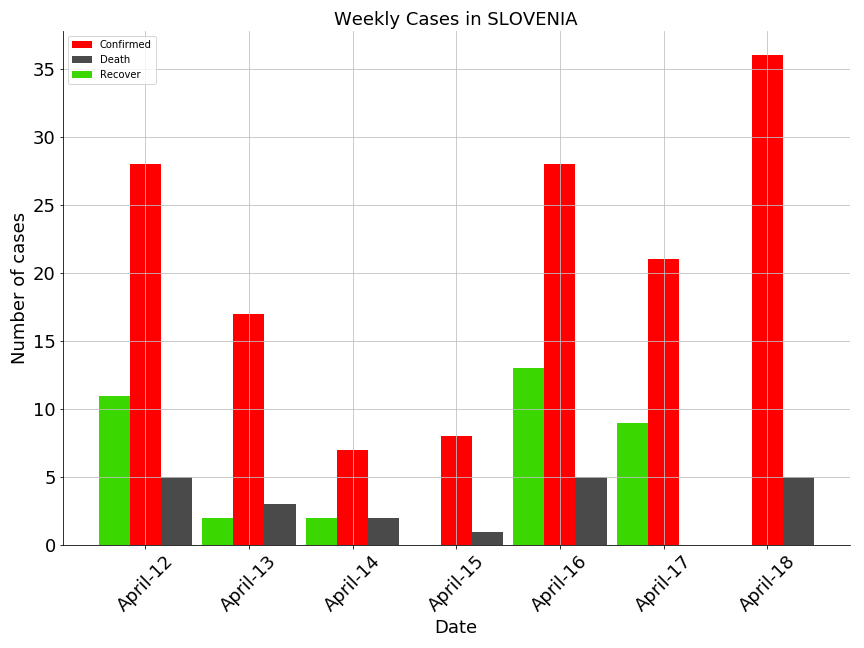 Weekly Cases in SLOVENIA
Confirmed
Death
Recover
Number of cases
35
30
25
20
15
10
5
0
April-12
April-13
April-14
April-15
April-16
April-17
April-18
Date